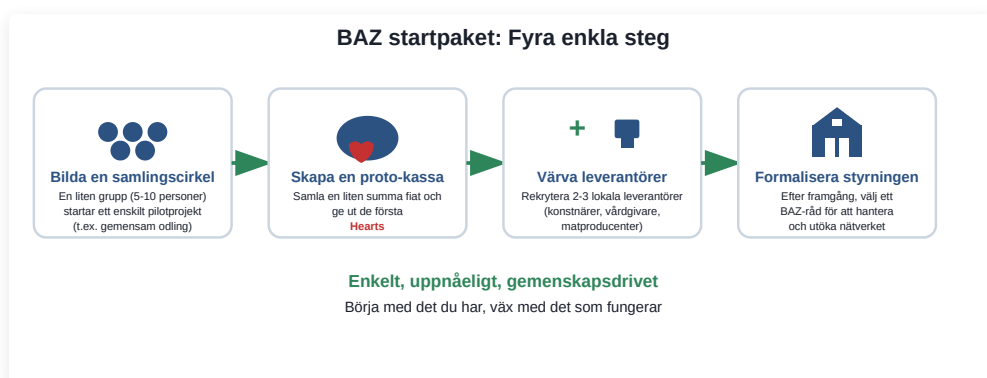 BAZ startpaket: Fyra enkla steg
+
Bilda en samlingscirkel
En liten grupp (5-10 personer)
startar ett enskilt pilotprojekt
(t.ex. gemensam odling)
Skapa en proto-kassa
Samla en liten summa fiat och
ge ut de första
Hearts
Värva leverantörer
Rekrytera 2-3 lokala leverantörer
(konstnärer, vårdgivare,
matproducenter)
Formalisera styrningen
Efter framgång, välj ett
BAZ-råd för att hantera
och utöka nätverket
Enkelt, uppnåeligt, gemenskapsdrivet
Börja med det du har, väx med det som fungerar